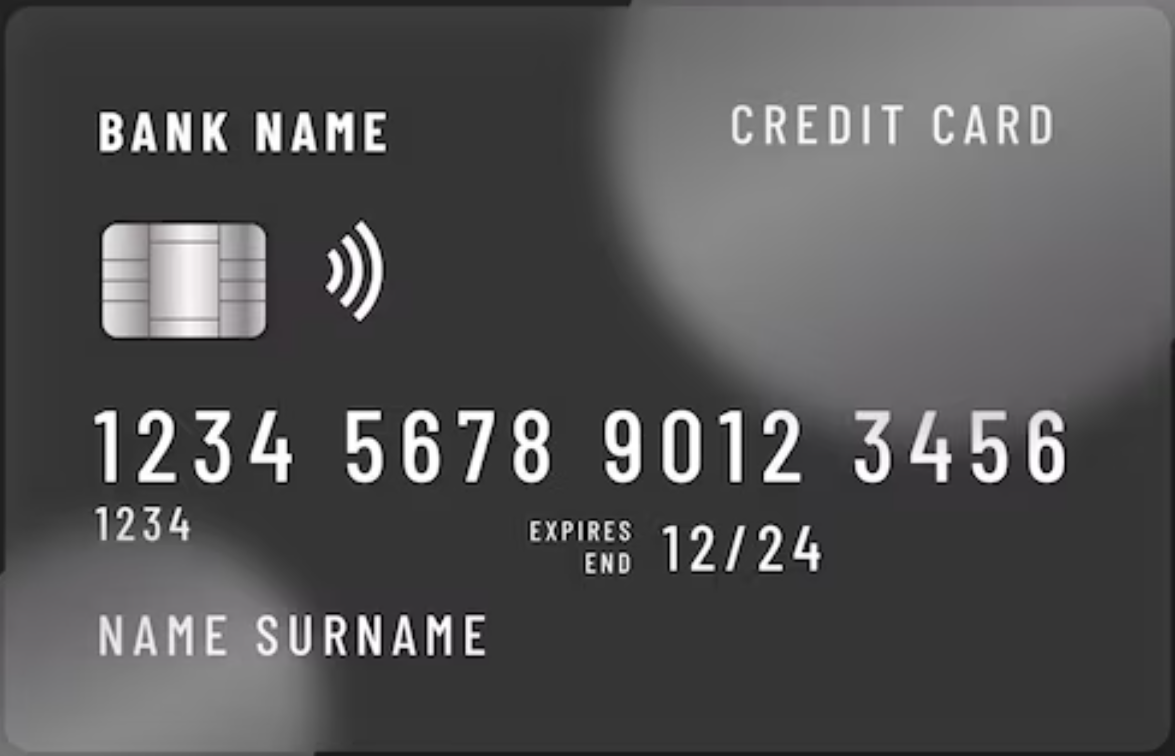 BANK NAME
CREDIT CARD
1234 5678 9012 3456
1234
EXPIRES END 12/24
NAME SURNAME